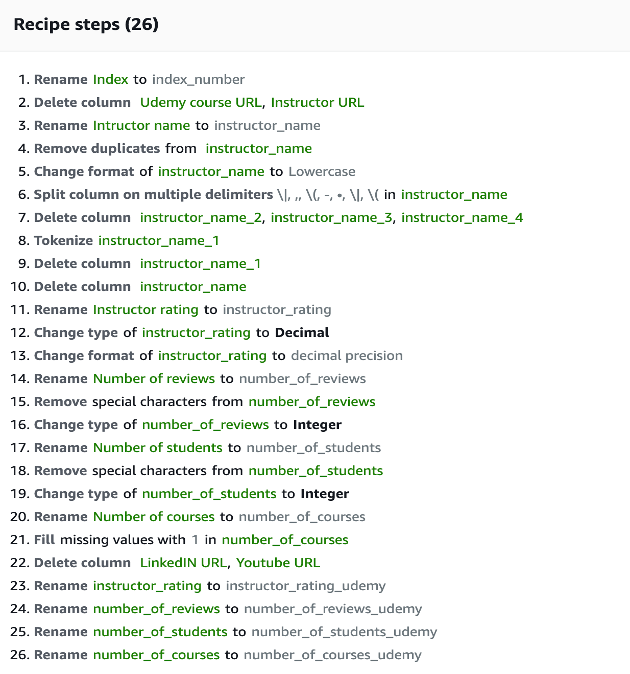 Recipe steps (26)
1. Rename Index to index_number
2. Delete column Udemy course URL, Instructor URL
3. Rename Intructor name to instructor_name
4. Remove duplicates from instructor_name
5. Change format of instructor_name to Lowercase
6. Split column on multiple delimiters \|, ,, \(, -, •, \|, \( in instructor_name
7. Delete column instructor_name_2, instructor_name_3, instructor_name_4
8. Tokenize instructor_name_1
9. Delete column instructor_name_1
10. Delete column instructor_name
11. Rename Instructor rating to instructor_rating
12. Change type of instructor_rating to Decimal
13. Change format of instructor_rating to decimal precision
14. Rename Number of reviews to number_of_reviews
15. Remove special characters from number_of_reviews
16. Change type of number_of_reviews to Integer
17. Rename Number of students to number_of_students
18. Remove special characters from number_of_students
19. Change type of number_of_students to Integer
20. Rename Number of courses to number_of_courses
21. Fill missing values with 1 in number_of_courses
22. Delete column LinkedIN URL, Youtube URL
23. Rename instructor_rating to instructor_rating_udemy
24. Rename number_of_reviews to number_of_reviews_udemy
25. Rename number_of_students to number_of_students_udemy
26. Rename number_of_courses to number_of_courses_udemy